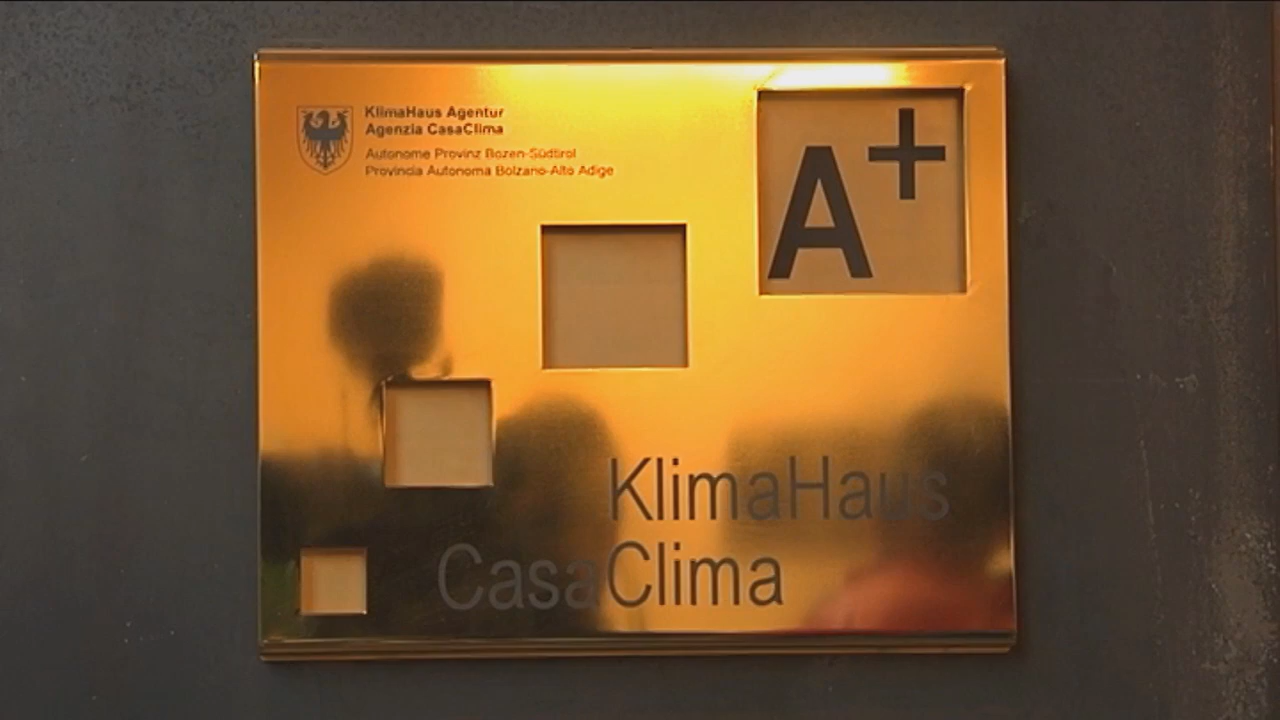 KlimaHaus Agentur
Agenzia CasaClima
Autonome Provinz Bozen-Südtirol
Provincia Autonoma Bolzano-Alto Adige
A+
KlimaHaus
CasaClima